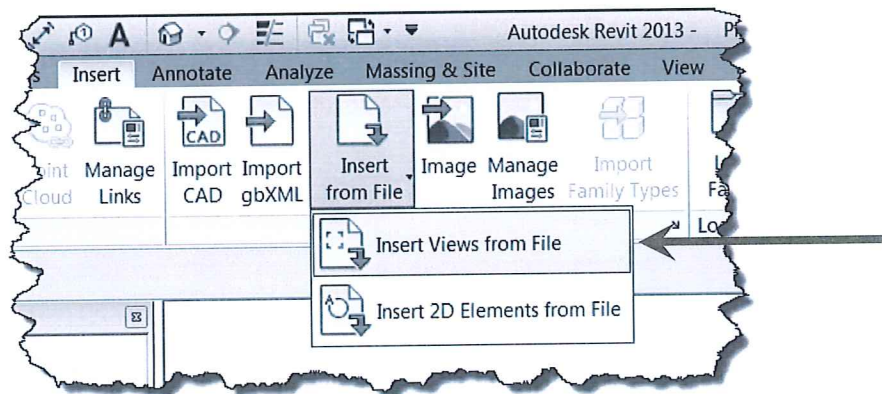 A Autodesk Revit 2013 -
Insert Annotate Analyze Massing & Site Collaborate View
CAD
Manage Import Import Insert Image Manage Import
Cloud Links CAD gbXML from File Images Family Types
Insert Views from File
Insert 2D Elements from File